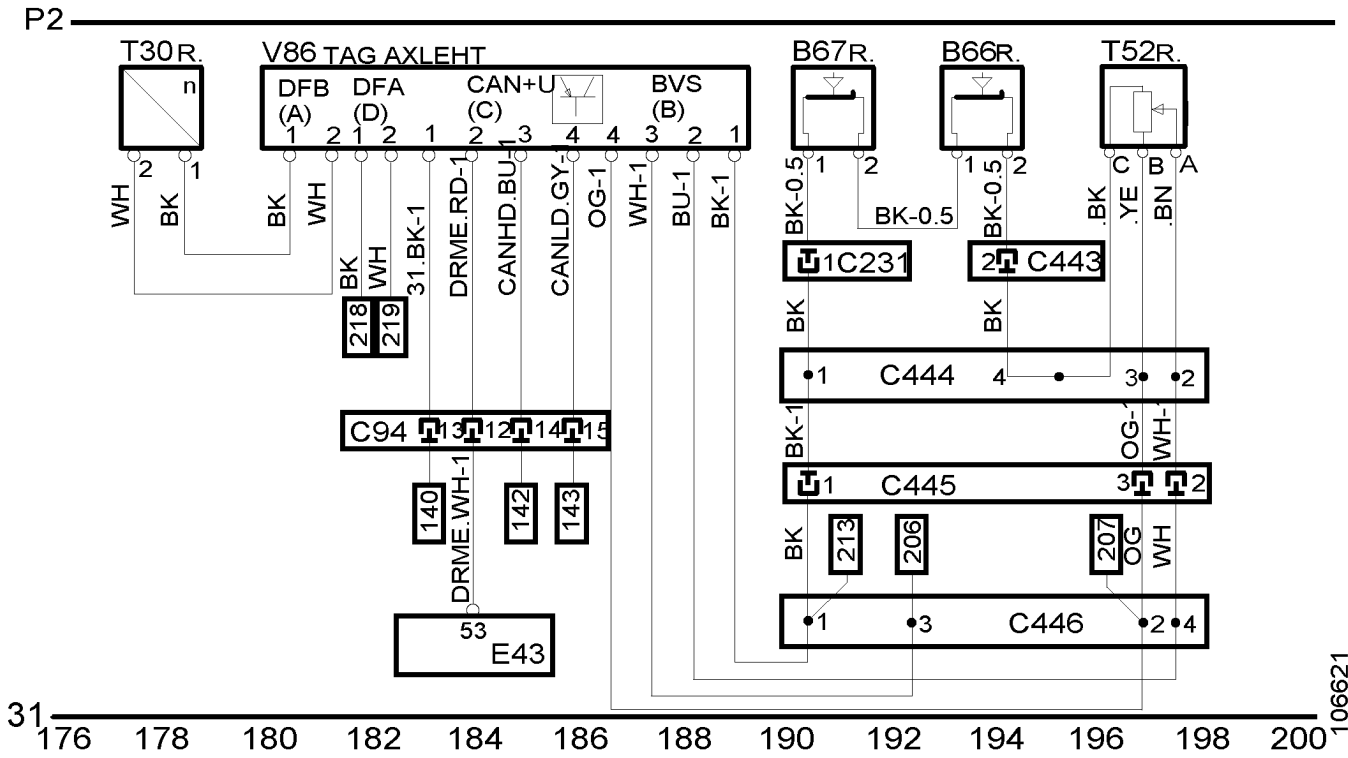 P2
T30 R. V86 TAG AXLEHT B67 R. B66 R. T52 R.
n DFB DFA CAN+U BVS
(A) (D) (C) (B)
1 2 1 2 1 2 3 4 4 3 2 1
2 1 1 2 1 2 C B A
WH BK BK WH BK WH 31.BK-1 DRME.RD-1 CANHD.BU-1 CANLD.GY-1 OG-1 WH-1 BU-1 BK-1 BK-0.5 BK-0.5 BK-0.5 .BK .YE .BN
1 C231 2 C443
218 219 BK BK
1 C444 4 3 2
C94 13 12 14 15 BK-1 OG-1 WH-1
1 C445 3 2
140 DRME.WH-1 142 143 BK 213 206 207 OG WH
1 3 C446 2 4
53
E43
106621
31
176 178 180 182 184 186 188 190 192 194 196 198 200